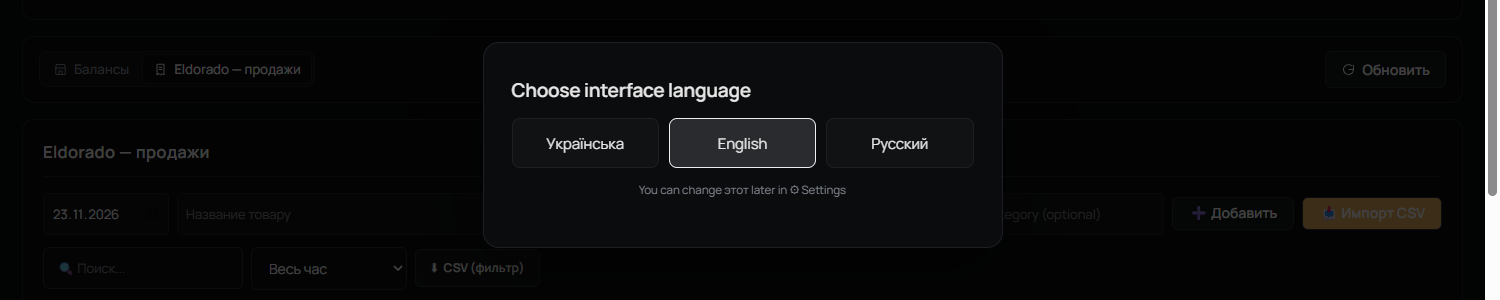 Балансы
Eldorado — продажи
Обновить
Choose interface language
Українська
English
Русский
You can change этот later in ⚙ Settings
Eldorado — продажи
23.11.2026
Название товару
egory (optional)
Добавить
Импорт CSV
Поиск...
Весь час
⬇ CSV (фильтр)